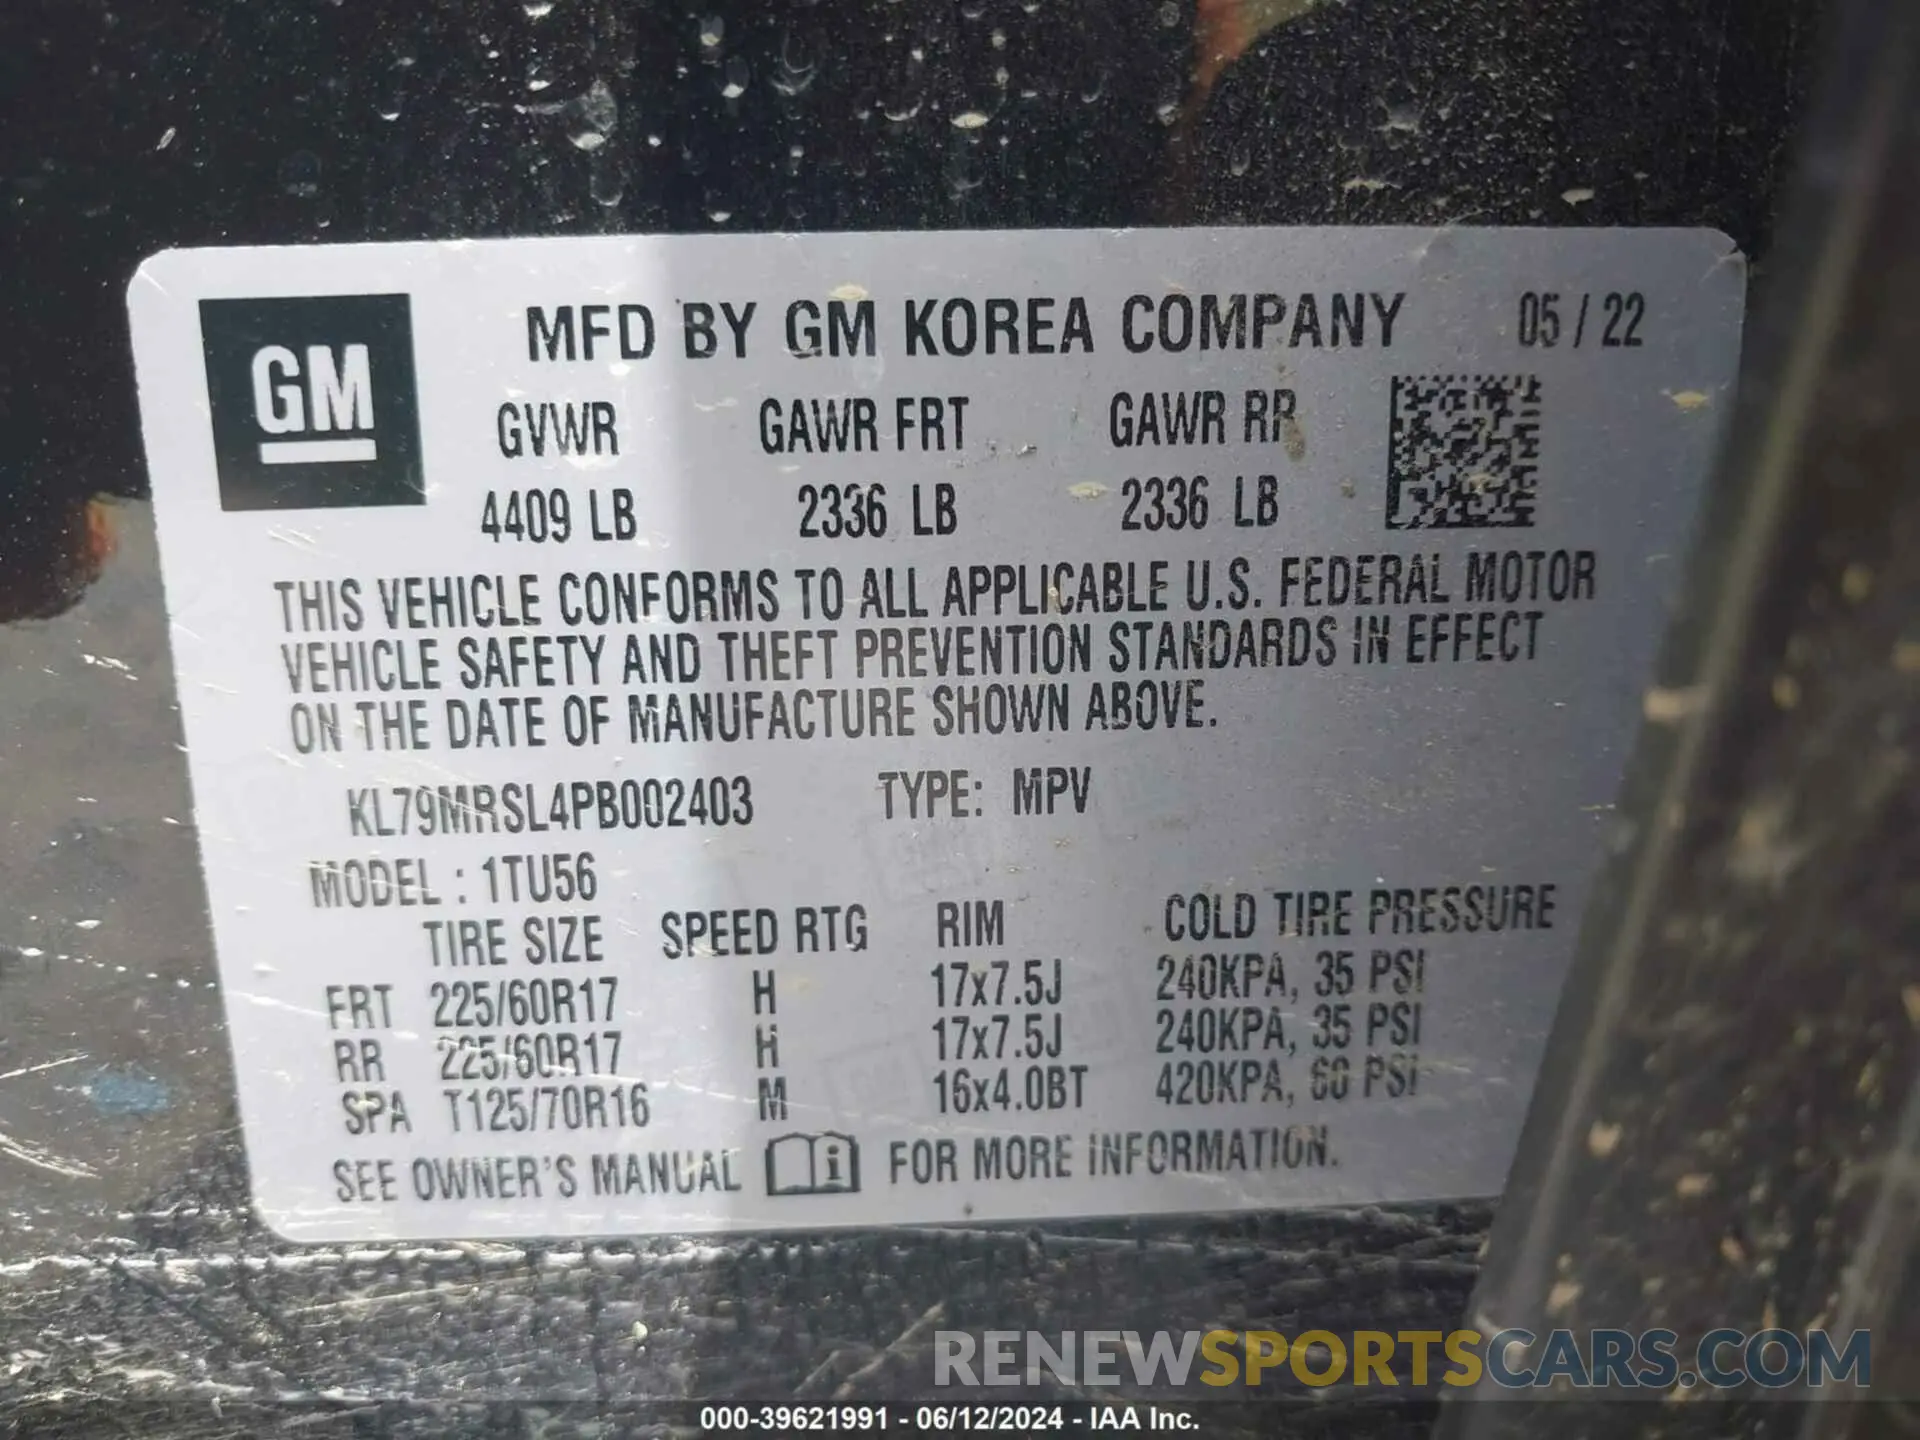 GM
MFD BY GM KOREA COMPANY 05 / 22
GVWR GAWR FRT GAWR RR
4409 LB 2336 LB 2336 LB
THIS VEHICLE CONFORMS TO ALL APPLICABLE U.S. FEDERAL MOTOR
VEHICLE SAFETY AND THEFT PREVENTION STANDARDS IN EFFECT
ON THE DATE OF MANUFACTURE SHOWN ABOVE.
KL79MRSL4PB002403 TYPE: MPV
MODEL : 1TU56
TIRE SIZE SPEED RTG RIM COLD TIRE PRESSURE
FRT 225/60R17 H 17x7.5J 240KPA, 35 PSI
RR 225/60R17 H 17x7.5J 240KPA, 35 PSI
SPA T125/70R16 M 16x4.0BT 420KPA, 60 PSI
SEE OWNER'S MANUAL i FOR MORE INFORMATION.
RENEWSPORTSCARS.COM
000-39621991 - 06/12/2024 - IAA Inc.